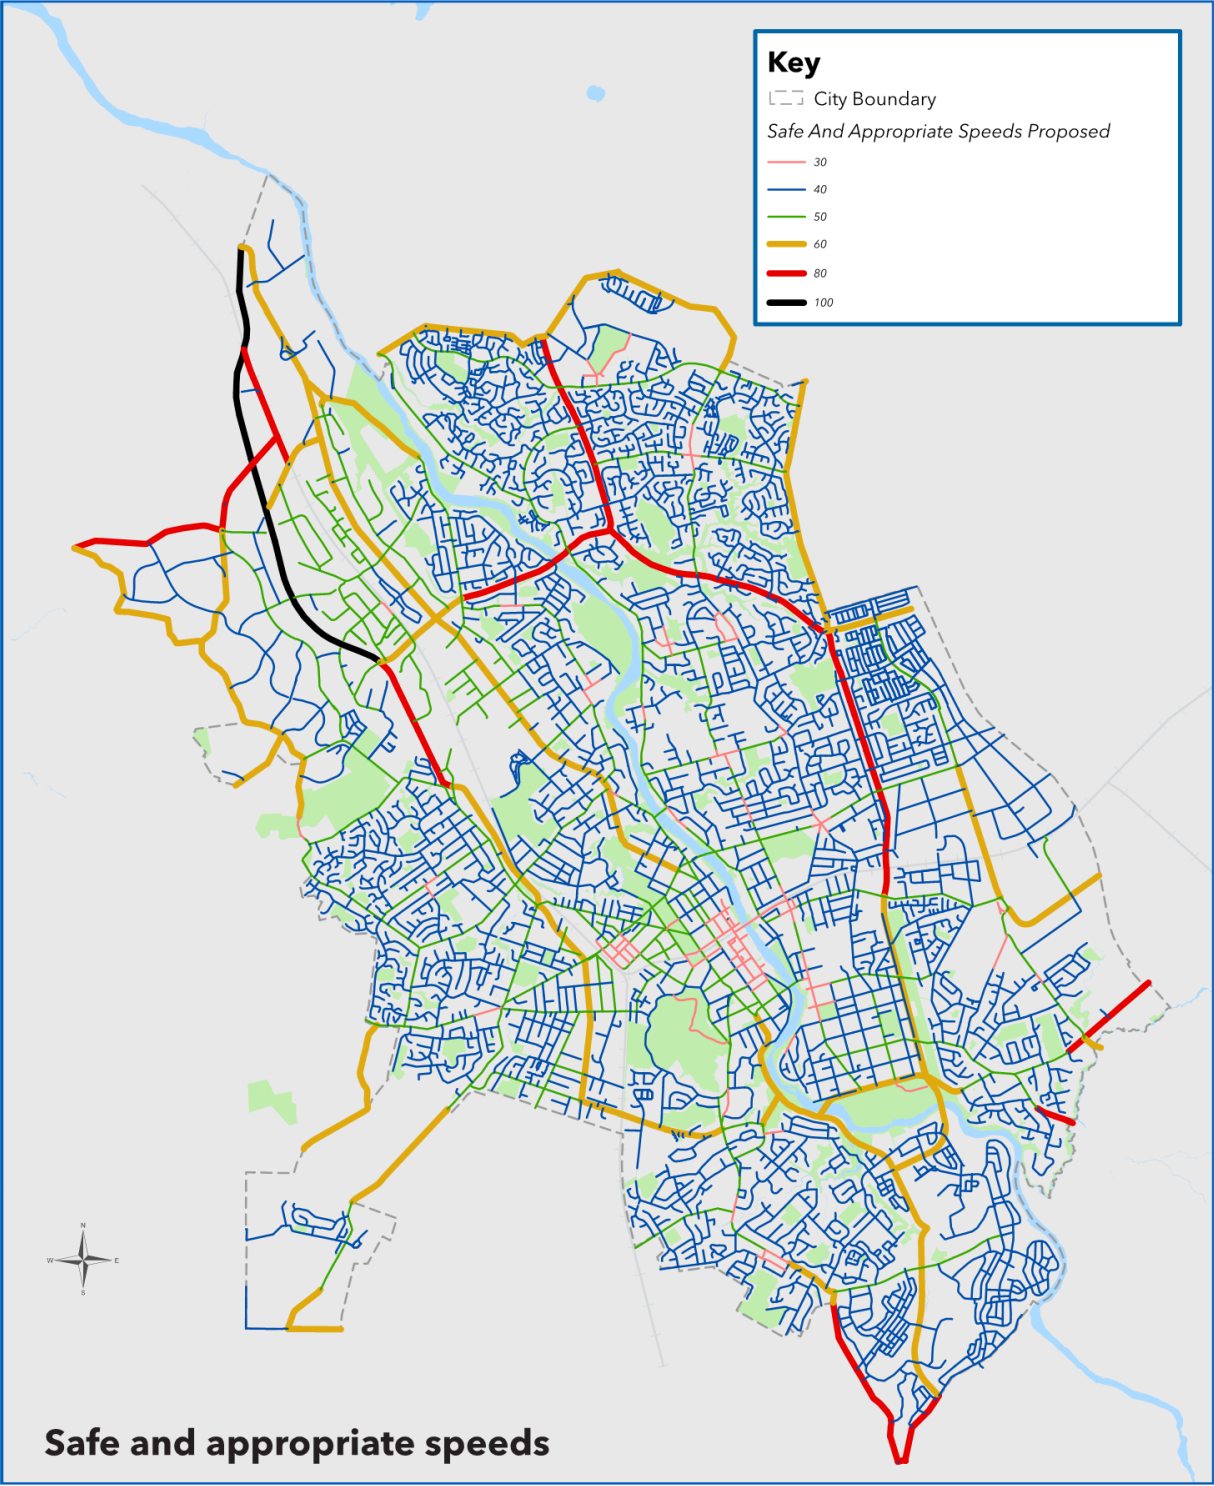 Key
City Boundary
Safe And Appropriate Speeds Proposed
30
40
50
60
80
100
N
W E
S
Safe and appropriate speeds